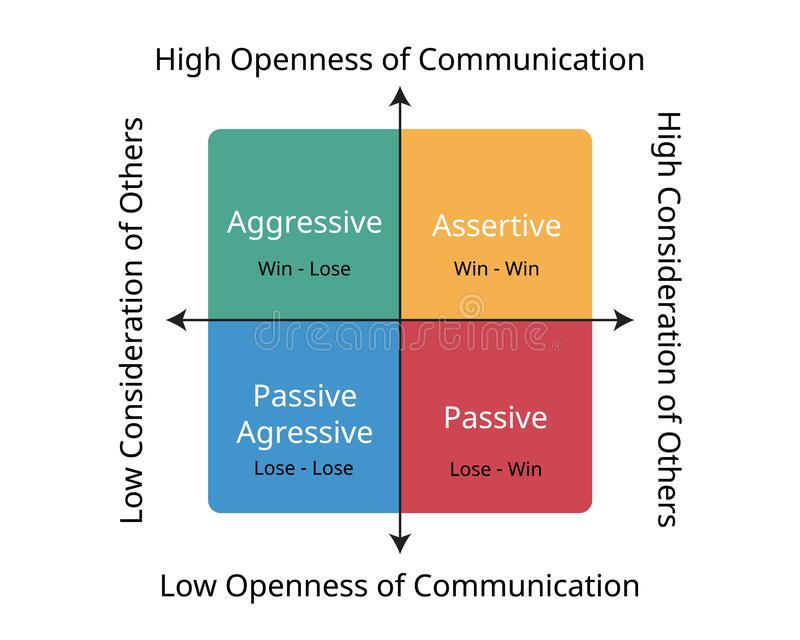 High Openness of Communication
Low Consideration of Others
High Consideration of Others
Aggressive
Win - Lose
Assertive
Win - Win
dreamstime
Passive
Agressive
Lose - Lose
Passive
Lose - Win
Low Openness of Communication